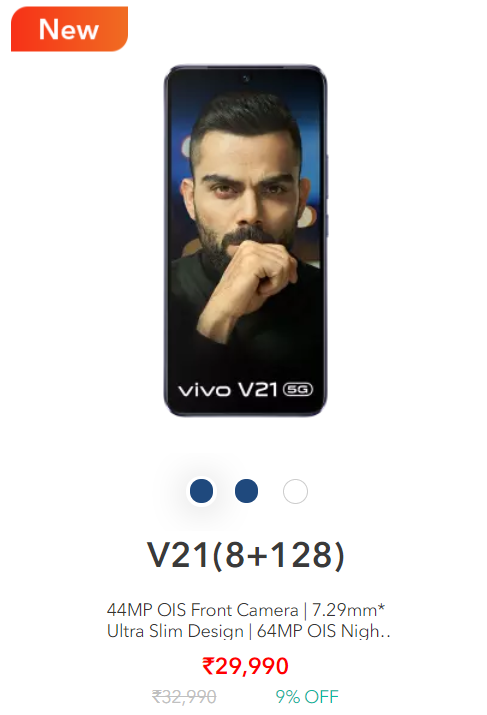 New
vivo V21 5G
V21(8+128)
44MP OIS Front Camera | 7.29mm*
Ultra Slim Design | 64MP OIS Nigh..
₹29,990
₹32,990 9% OFF